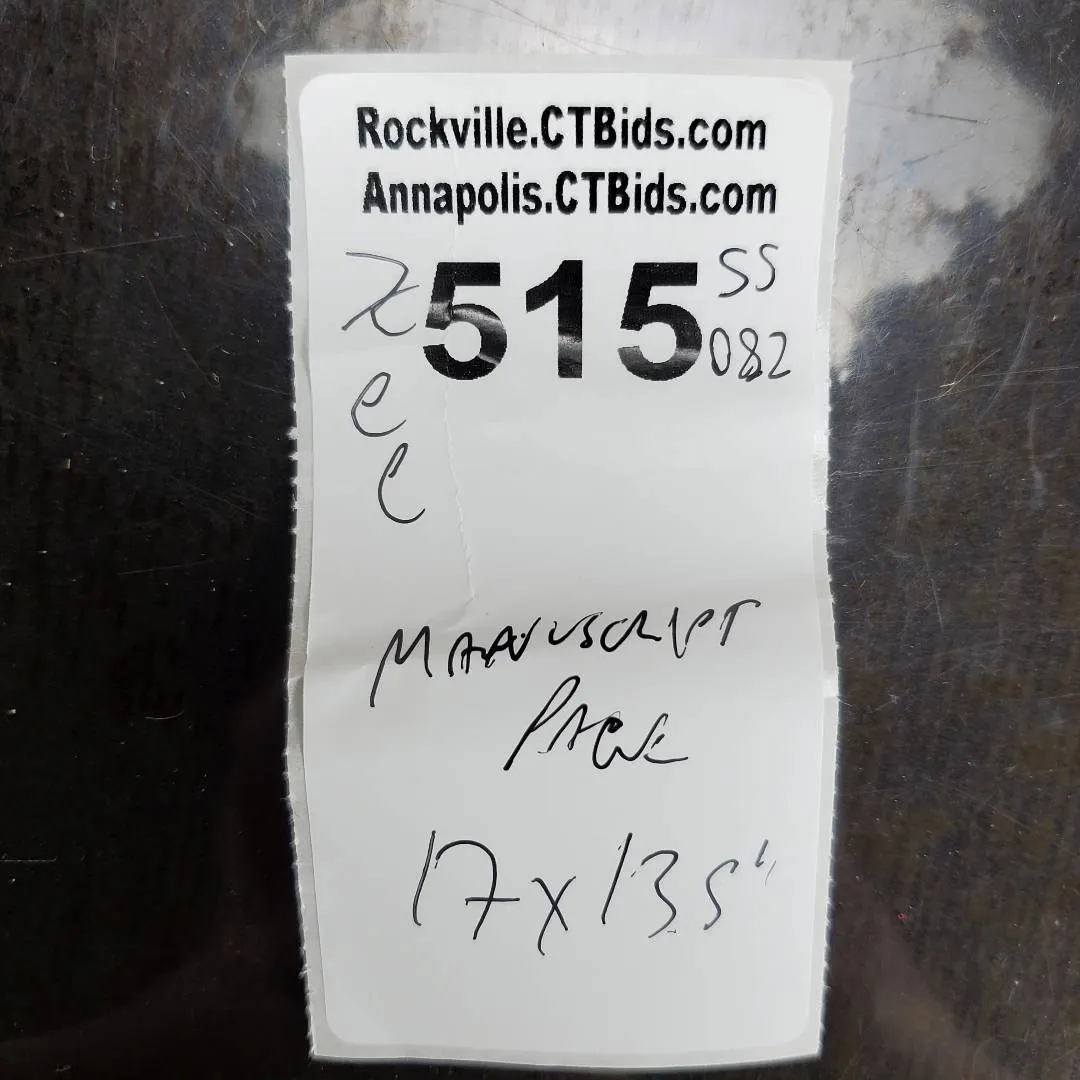 Rockville.CTBids.com
Annapolis.CTBids.com
515
SS
082
Z
e
C
MANUSCRIPT
PAGE
17x13.5"